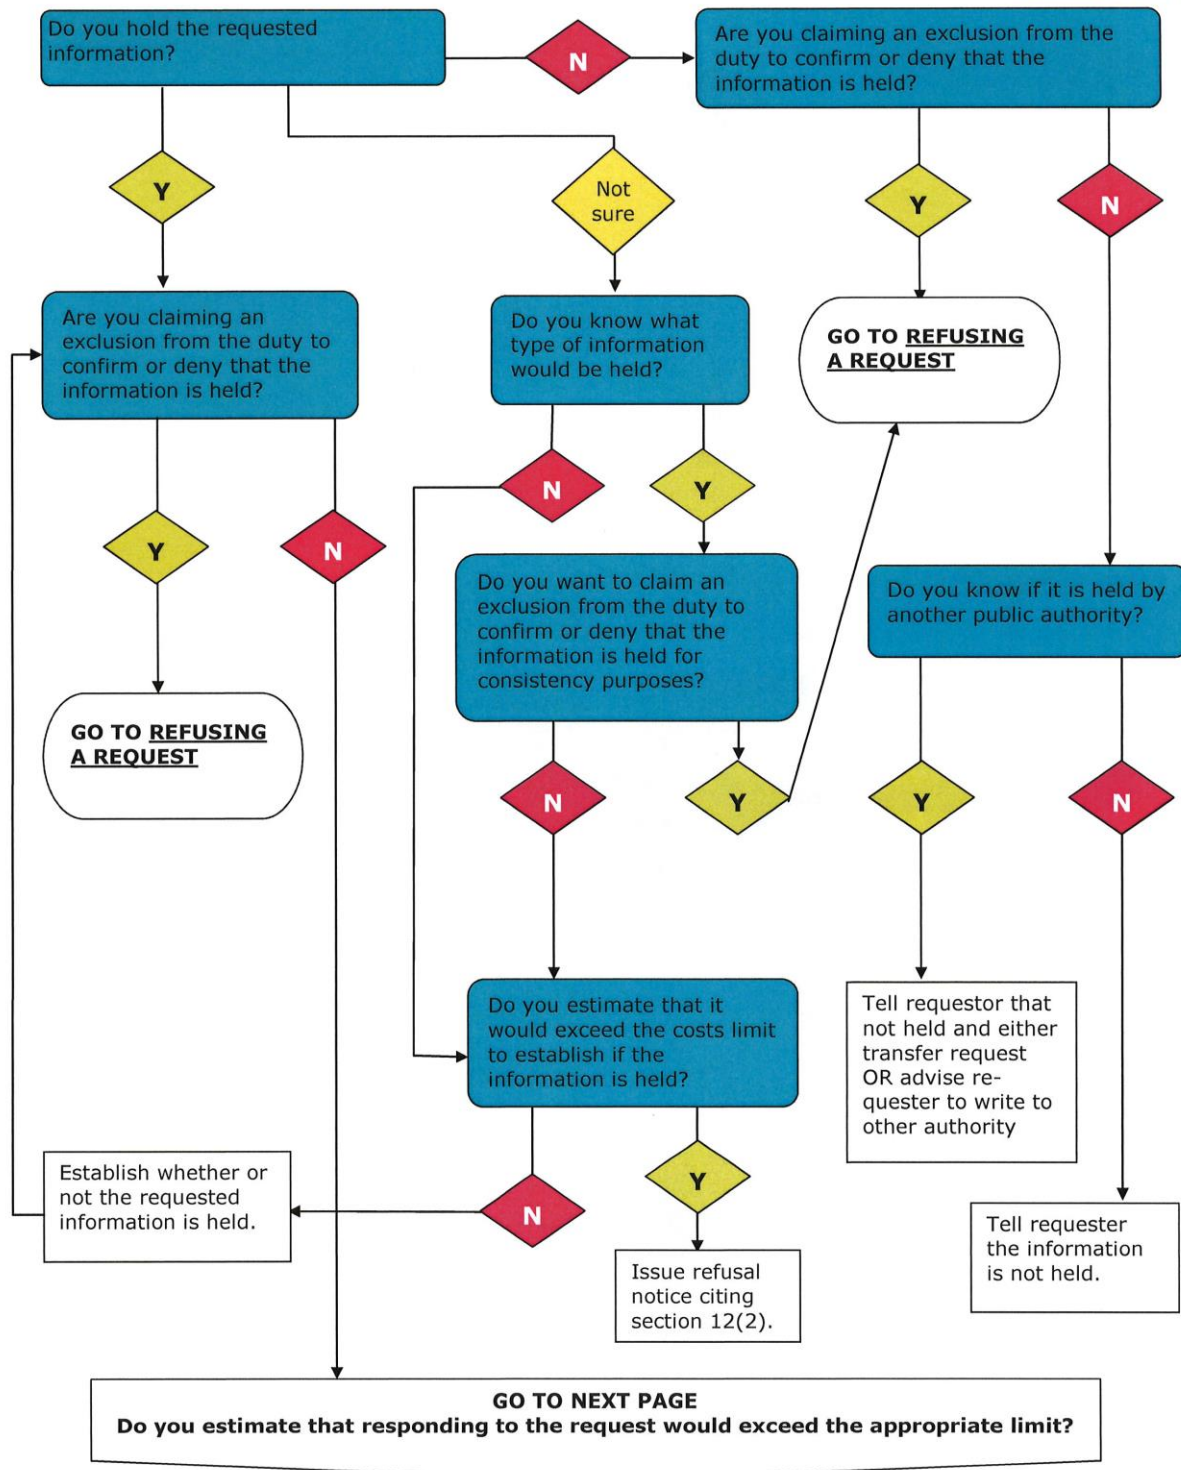 Do you hold the requested
information?
N
Are you claiming an exclusion from the
duty to confirm or deny that the
information is held?
Y
Not
sure
Y
N
Are you claiming an
exclusion from the duty to
confirm or deny that the
information is held?
Do you know what
type of information
would be held?
GO TO REFUSING
A REQUEST
N
Y
Y
N
Do you want to claim an
exclusion from the duty to
confirm or deny that the
information is held for
consistency purposes?
Do you know if it is held by
another public authority?
GO TO REFUSING
A REQUEST
N
Y
Y
N
Do you estimate that it
would exceed the costs limit
to establish if the
information is held?
Tell requestor that
not held and either
transfer request
OR advise re-
quester to write to
other authority
Establish whether or
not the requested
information is held.
N
Y
Tell requester
the information
is not held.
Issue refusal
notice citing
section 12(2).
GO TO NEXT PAGE
Do you estimate that responding to the request would exceed the appropriate limit?